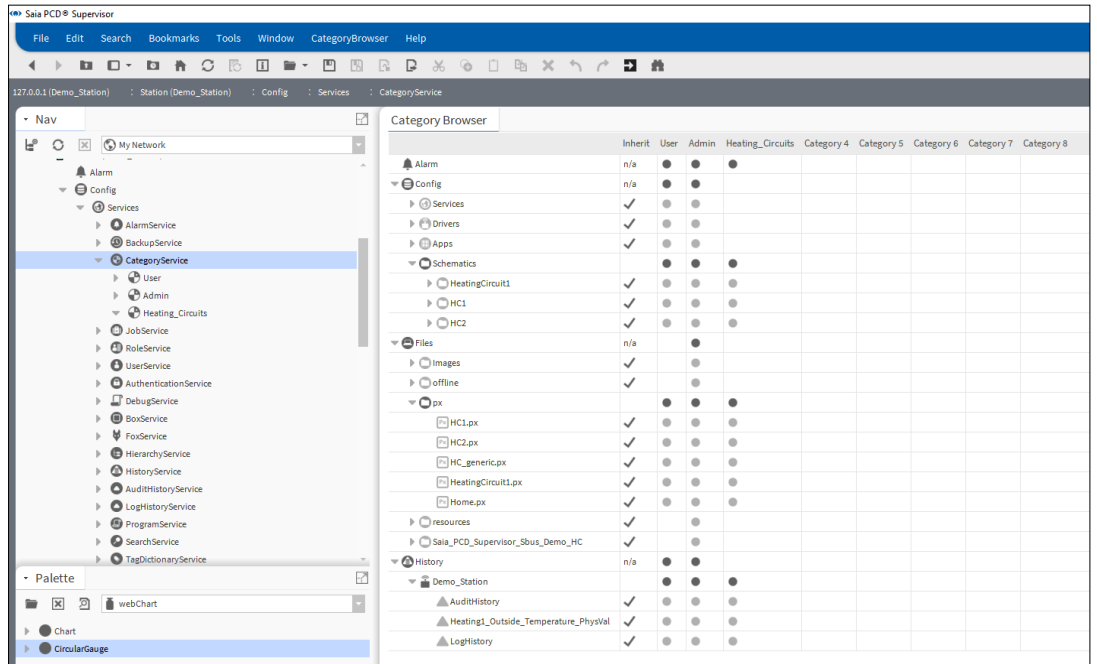 Saia PCD® Supervisor
File Edit Search Bookmarks Tools Window CategoryBrowser Help
127.0.0.1 (Demo_Station) : Station (Demo_Station) : Config : Services : CategoryService
Nav
My Network
Alarm
Config
Services
AlarmService
BackupService
CategoryService
User
Admin
Heating_Circuits
JobService
RoleService
UserService
AuthenticationService
DebugService
BoxService
FoxService
HierarchyService
HistoryService
AuditHistoryService
LogHistoryService
ProgramService
SearchService
TagDictionaryService
Palette
webChart
Chart
CircularGauge
Category Browser
Inherit User Admin Heating_Circuits Category 4 Category 5 Category 6 Category 7 Category 8
Alarm n/a
Config n/a
Services
Drivers
Apps
Schematics
HeatingCircuit1
HC1
HC2
Files n/a
Images
offline
px
Px HC1.px
Px HC2.px
Px HC_generic.px
Px HeatingCircuit1.px
Px Home.px
resources
Saia_PCD_Supervisor_Sbus_Demo_HC
History n/a
Demo_Station
AuditHistory
Heating1_Outside_Temperature_PhysVal
LogHistory